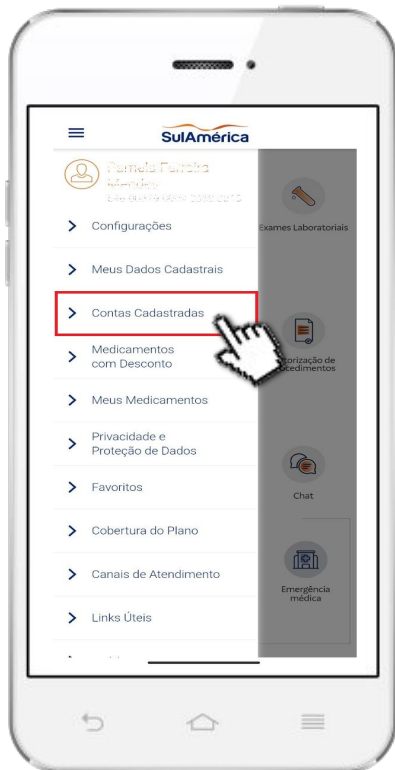 SulAmérica
Configurações
Exames Laboratoriais
Meus Dados Cadastrais
Contas Cadastradas
Medicamentos
com Desconto
Meus Medicamentos
Privacidade e
Proteção de Dados
Favoritos
Chat
Cobertura do Plano
Canais de Atendimento
Emergência
médica
Links Úteis